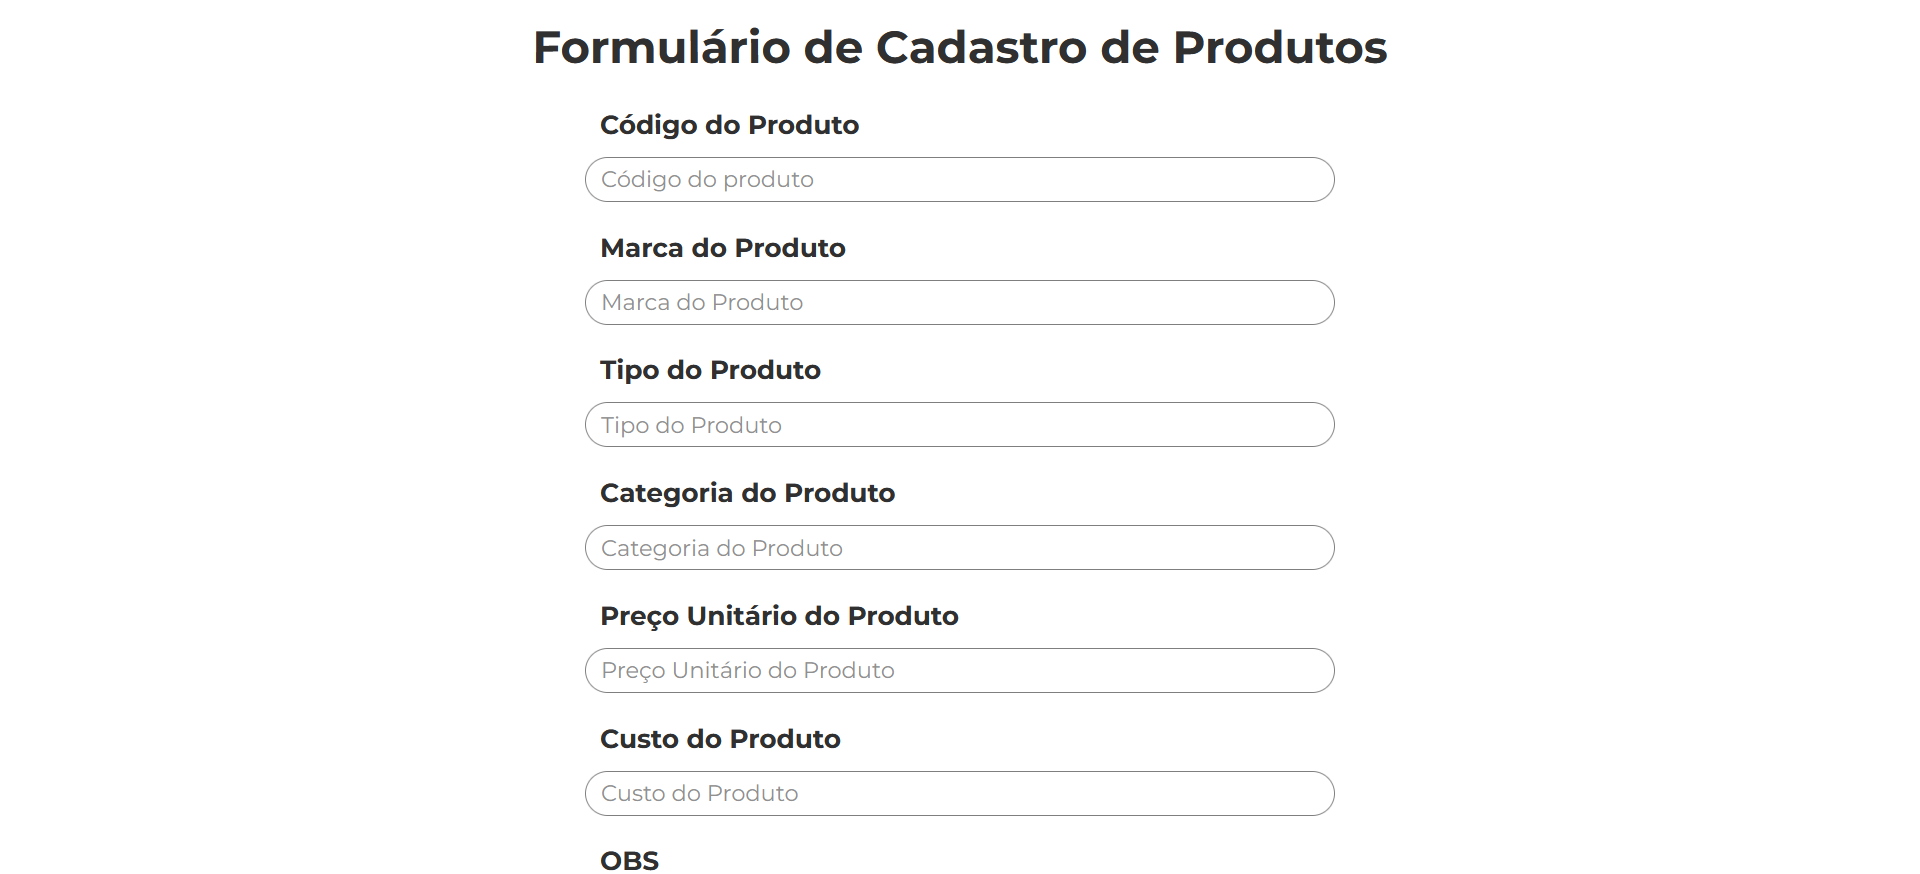 Formulário de Cadastro de Produtos
Código do Produto
Código do produto
Marca do Produto
Marca do Produto
Tipo do Produto
Tipo do Produto
Categoria do Produto
Categoria do Produto
Preço Unitário do Produto
Preço Unitário do Produto
Custo do Produto
Custo do Produto
OBS